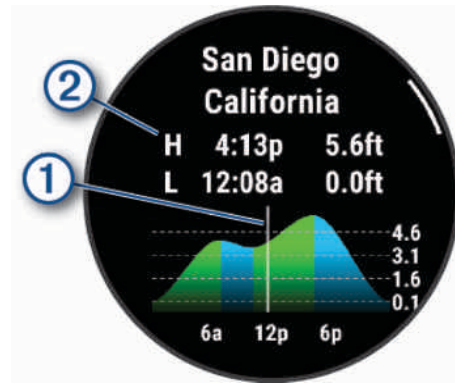 San Diego
California
② H 4:13p 5.6ft
① L 12:08a 0.0ft
4.6
3.1
1.6
0.1
6a 12p 6p